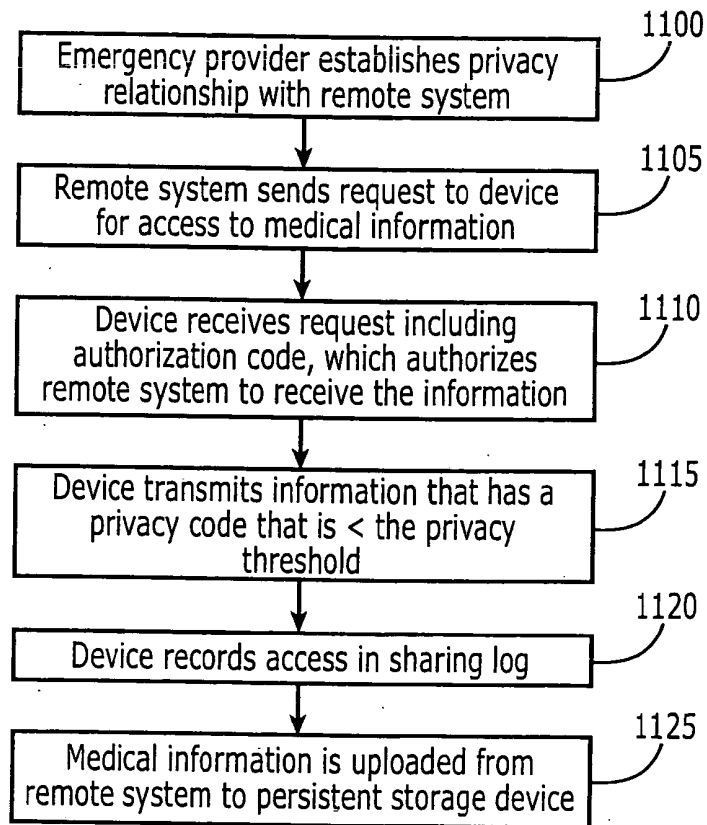 1100
Emergency provider establishes privacy
relationship with remote system
1105
Remote system sends request to device
for access to medical information
1110
Device receives request including
authorization code, which authorizes
remote system to receive the information
1115
Device transmits information that has a
privacy code that is < the privacy
threshold
1120
Device records access in sharing log
1125
Medical information is uploaded from
remote system to persistent storage device